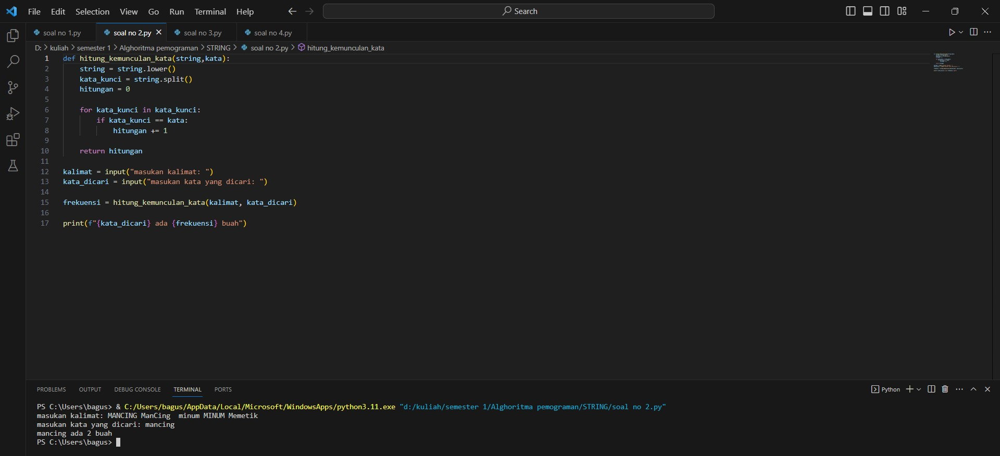 File Edit Selection View Go Run Terminal Help Search
soal no 1.py soal no 2.py soal no 3.py soal no 4.py
D: > kuliah > semester 1 > Alghoritma pemograman > STRING > soal no 2.py > hitung_kemunculan_kata
1 def hitung_kemunculan_kata(string,kata):
2     string = string.lower()
3     kata_kunci = string.split()
4     hitungan = 0
5
6     for kata_kunci in kata_kunci:
7         if kata_kunci == kata:
8             hitungan += 1
9
10     return hitungan
11
12 kalimat = input("masukan kalimat: ")
13 kata_dicari = input("masukan kata yang dicari: ")
14
15 frekuensi = hitung_kemunculan_kata(kalimat, kata_dicari)
16
17 print(f"{kata_dicari} ada {frekuensi} buah")
PROBLEMS OUTPUT DEBUG CONSOLE TERMINAL PORTS Python
PS C:\Users\bagus> & C:/Users/bagus/AppData/Local/Microsoft/WindowsApps/python3.11.exe "d:/kuliah/semester 1/Alghoritma pemograman/STRING/soal no 2.py"
masukan kalimat: MANCING ManCing  minum MINUM Memetik
masukan kata yang dicari: mancing
mancing ada 2 buah
PS C:\Users\bagus>